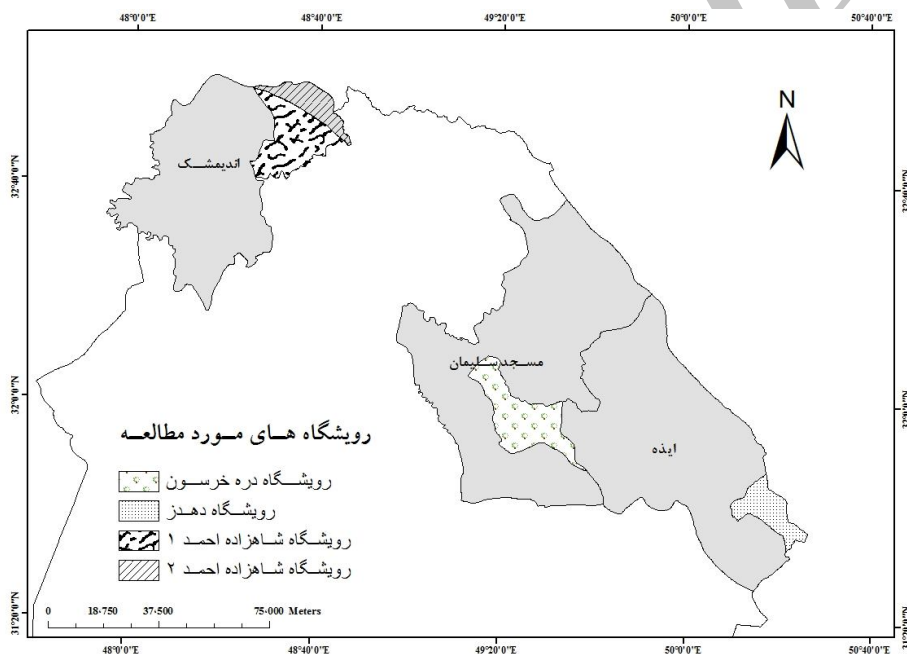 48°0'0"E 48°40'0"E 49°20'0"E 50°0'0"E 50°40'0"E
N
اندیمشک
32°40'0"N
مسجد سلیمان
32°0'0"N
ایذه
رویشگاه های مورد مطالعه
رویشگاه دره خرسون
رویشگاه دهدز
رویشگاه شاهزاده احمد ۱
رویشگاه شاهزاده احمد ۲
0 18·750 37·500 75·000 Meters
31°20'0"N
48°0'0"E 48°40'0"E 49°20'0"E 50°0'0"E 50°40'0"E